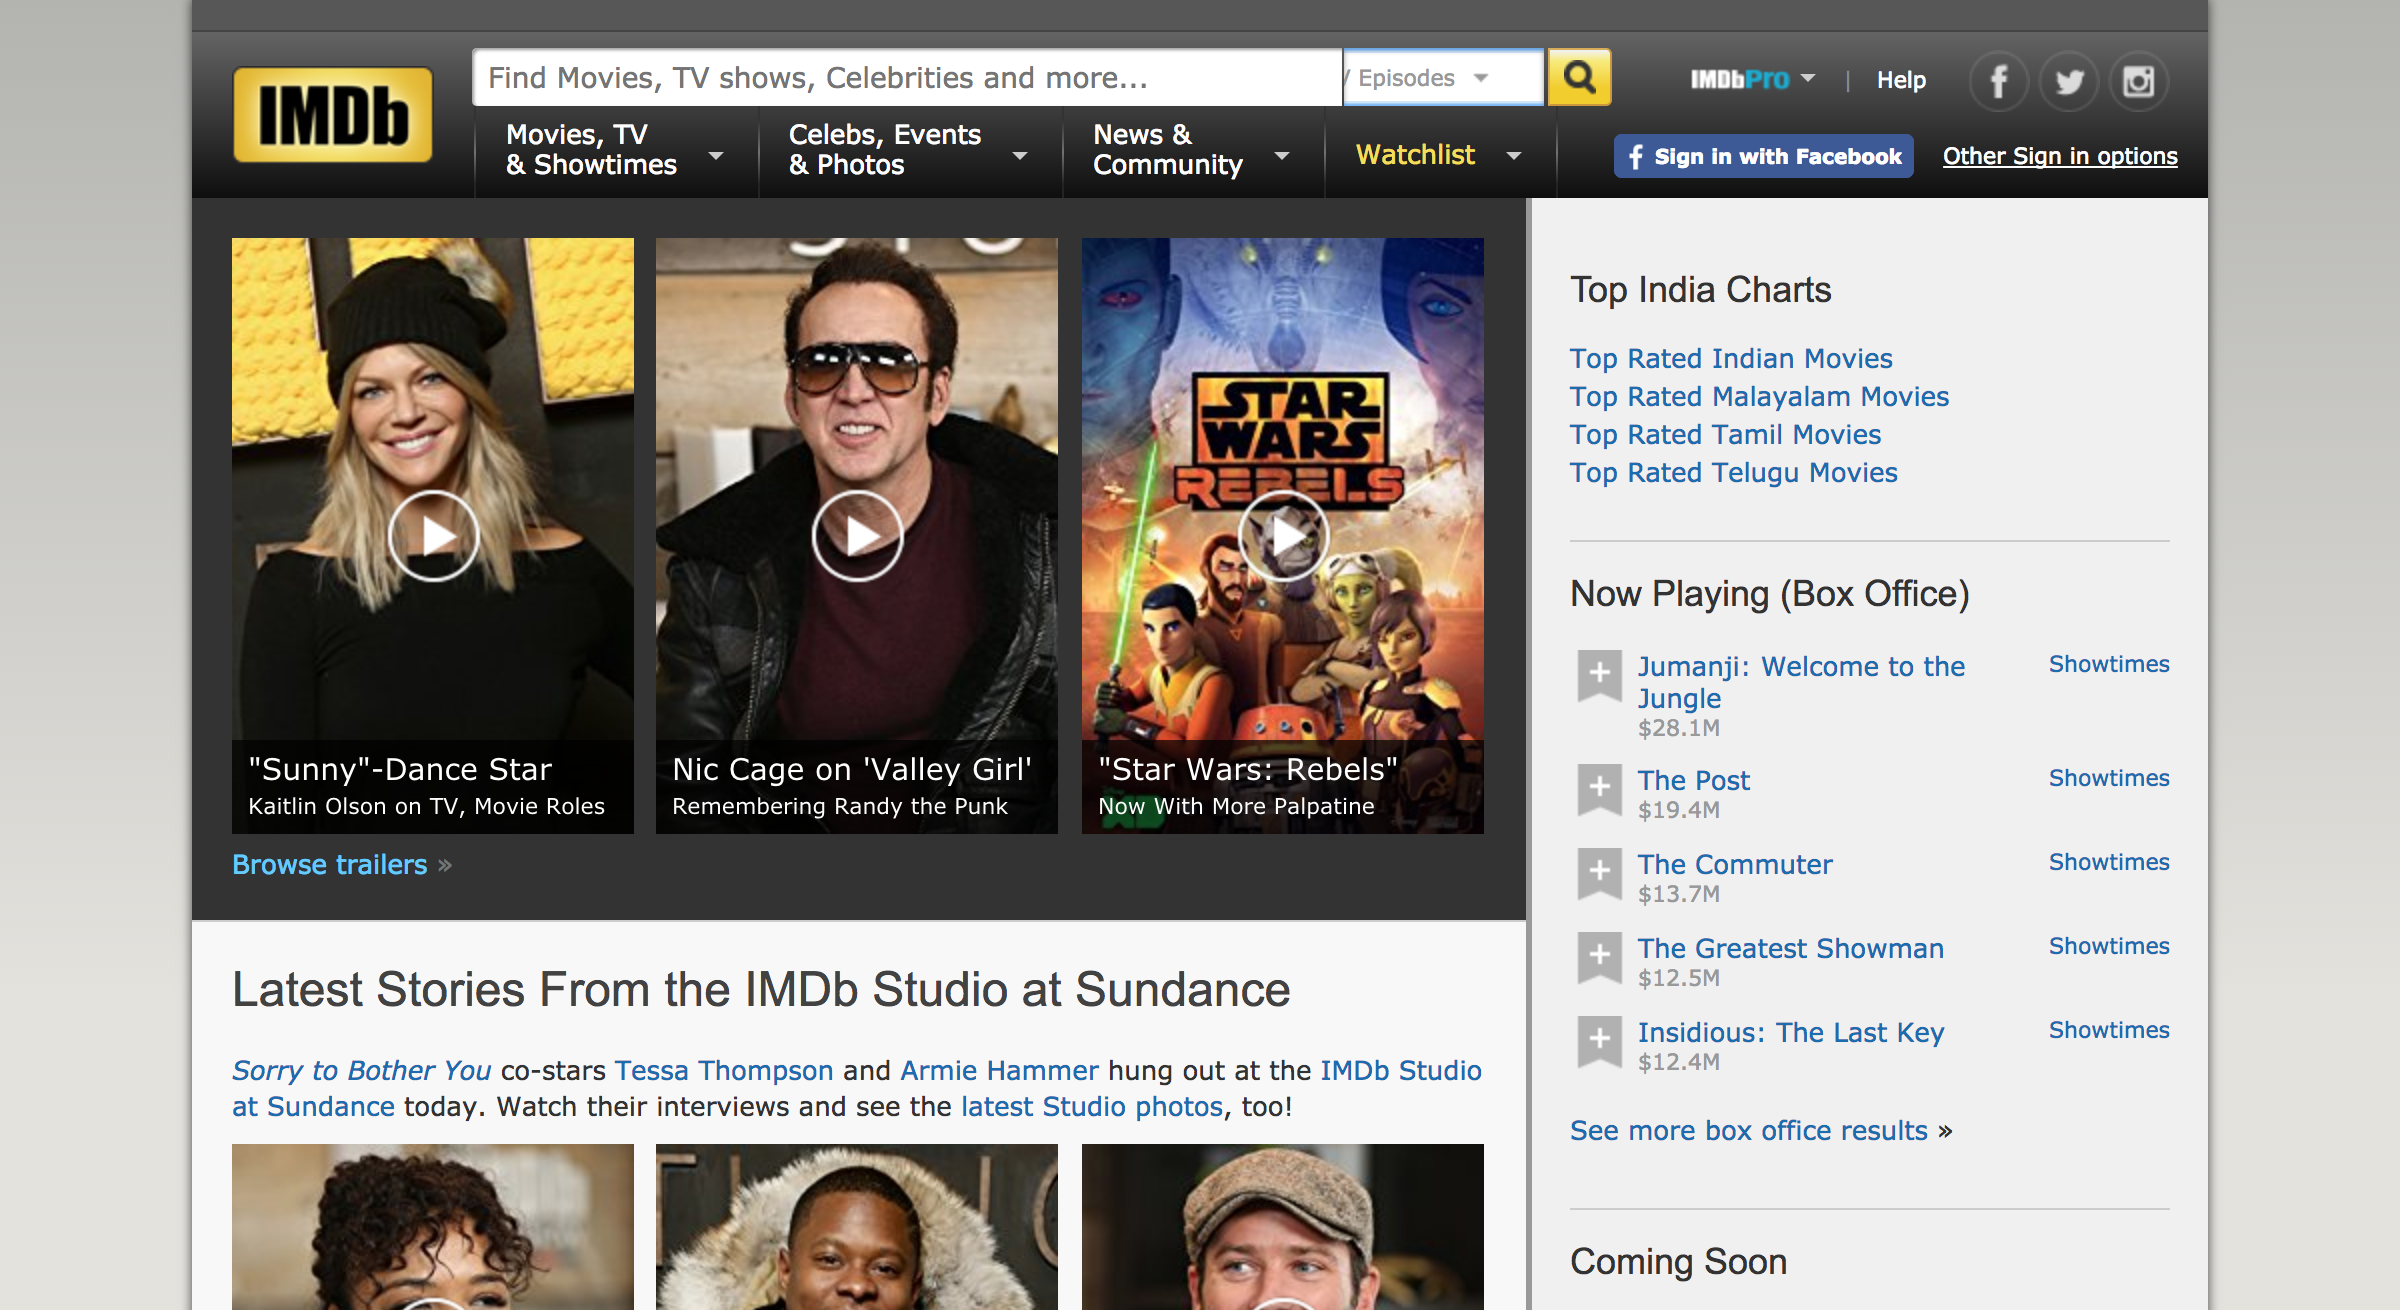 IMDb
Find Movies, TV shows, Celebrities and more...
Episodes
IMDbPro
|
Help
Movies, TV
& Showtimes
Celebs, Events
& Photos
News &
Community
Watchlist
f Sign in with Facebook
Other Sign in options
STAR
WARS
REBELS
"Sunny"-Dance Star
Kaitlin Olson on TV, Movie Roles
Nic Cage on 'Valley Girl'
Remembering Randy the Punk
"Star Wars: Rebels"
Now With More Palpatine
Browse trailers »
Latest Stories From the IMDb Studio at Sundance
Sorry to Bother You co-stars Tessa Thompson and Armie Hammer hung out at the IMDb Studio
at Sundance today. Watch their interviews and see the latest Studio photos, too!
Top India Charts
Top Rated Indian Movies
Top Rated Malayalam Movies
Top Rated Tamil Movies
Top Rated Telugu Movies
Now Playing (Box Office)
Jumanji: Welcome to the Showtimes
Jungle
$28.1M
The Post Showtimes
$19.4M
The Commuter Showtimes
$13.7M
The Greatest Showman Showtimes
$12.5M
Insidious: The Last Key Showtimes
$12.4M
See more box office results »
Coming Soon